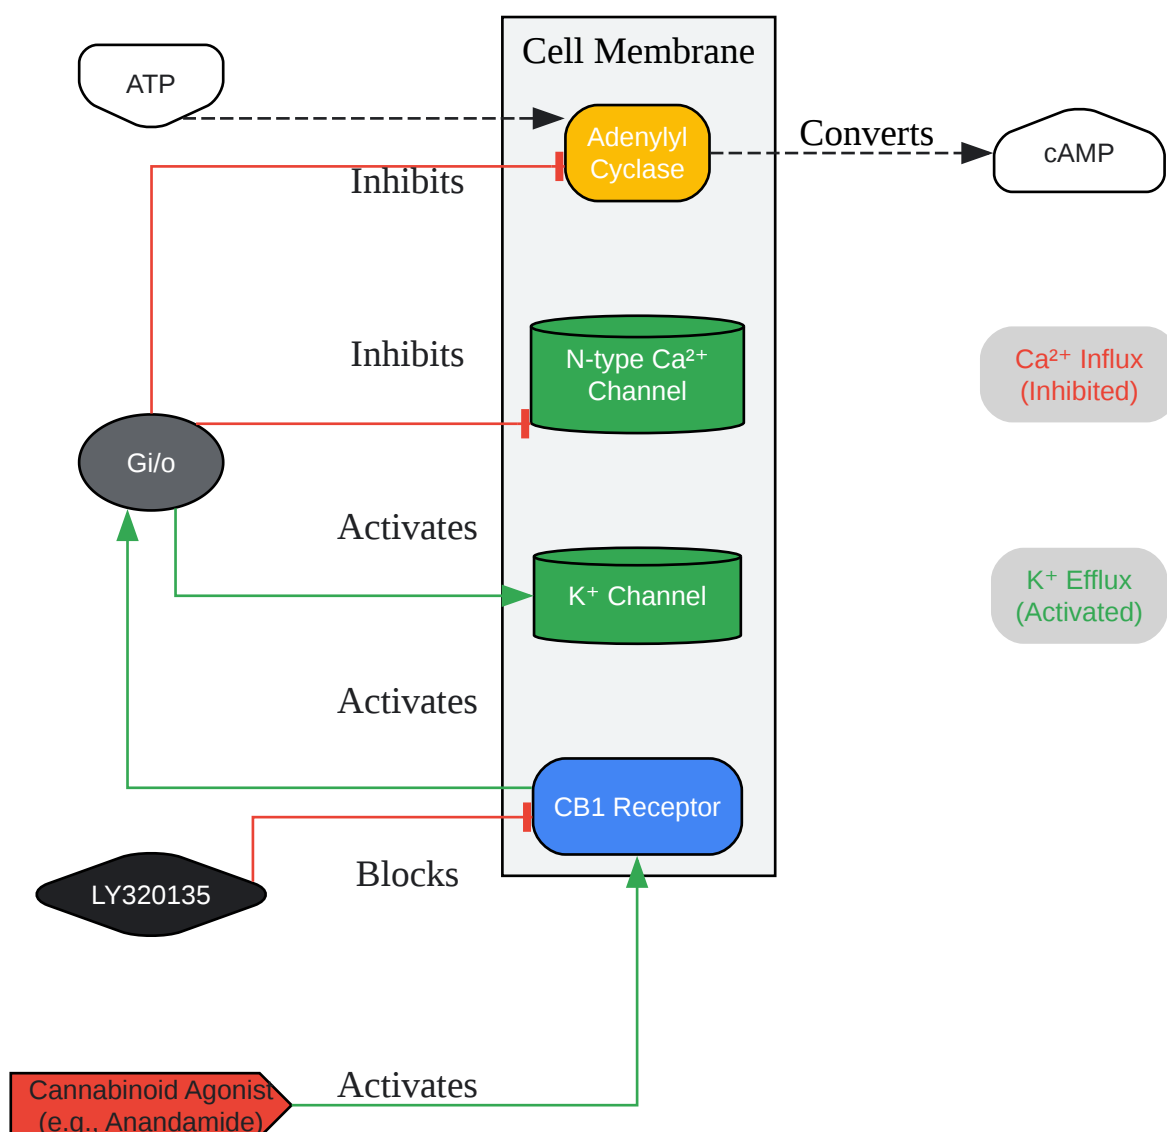 Cell Membrane
ATP
Adenylyl
Cyclase
Converts
cAMP
Inhibits
Inhibits
N-type Ca²⁺
Channel
Ca²⁺ Influx
(Inhibited)
Gi/o
Activates
K⁺ Channel
K⁺ Efflux
(Activated)
Activates
CB1 Receptor
Blocks
LY320135
Cannabinoid Agonist
(e.g., Anandamide)
Activates